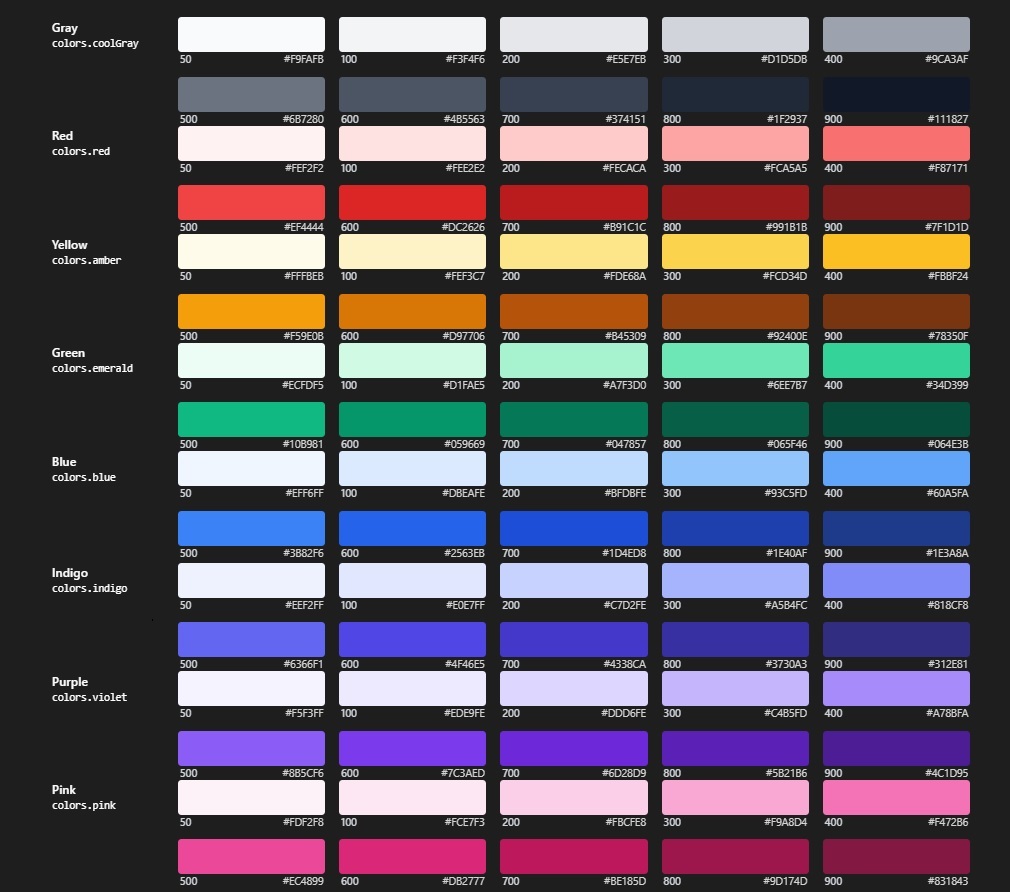 Gray
colors.coolGray
50 #F9FAFB 100 #F3F4F6 200 #E5E7EB 300 #D1D5DB 400 #9CA3AF
500 #6B7280 600 #4B5563 700 #374151 800 #1F2937 900 #111827
Red
colors.red
50 #FEF2F2 100 #FEE2E2 200 #FECACA 300 #FCA5A5 400 #F87171
500 #EF4444 600 #DC2626 700 #B91C1C 800 #991B1B 900 #7F1D1D
Yellow
colors.amber
50 #FFFBEB 100 #FEF3C7 200 #FDE68A 300 #FCD34D 400 #FBBF24
500 #F59E0B 600 #D97706 700 #B45309 800 #92400E 900 #78350F
Green
colors.emerald
50 #ECFDF5 100 #D1FAE5 200 #A7F3D0 300 #6EE7B7 400 #34D399
500 #10B981 600 #059669 700 #047857 800 #065F46 900 #064E3B
Blue
colors.blue
50 #EFF6FF 100 #DBEAFE 200 #BFDBFE 300 #93C5FD 400 #60A5FA
500 #3B82F6 600 #2563EB 700 #1D4ED8 800 #1E40AF 900 #1E3A8A
Indigo
colors.indigo
50 #EEF2FF 100 #E0E7FF 200 #C7D2FE 300 #A5B4FC 400 #818CF8
500 #6366F1 600 #4F46E5 700 #4338CA 800 #3730A3 900 #312E81
Purple
colors.violet
50 #F5F3FF 100 #EDE9FE 200 #DDD6FE 300 #C4B5FD 400 #A78BFA
500 #8B5CF6 600 #7C3AED 700 #6D28D9 800 #5B21B6 900 #4C1D95
Pink
colors.pink
50 #FDF2F8 100 #FCE7F3 200 #FBCFE8 300 #F9A8D4 400 #F472B6
500 #EC4899 600 #DB2777 700 #BE185D 800 #9D174D 900 #831843